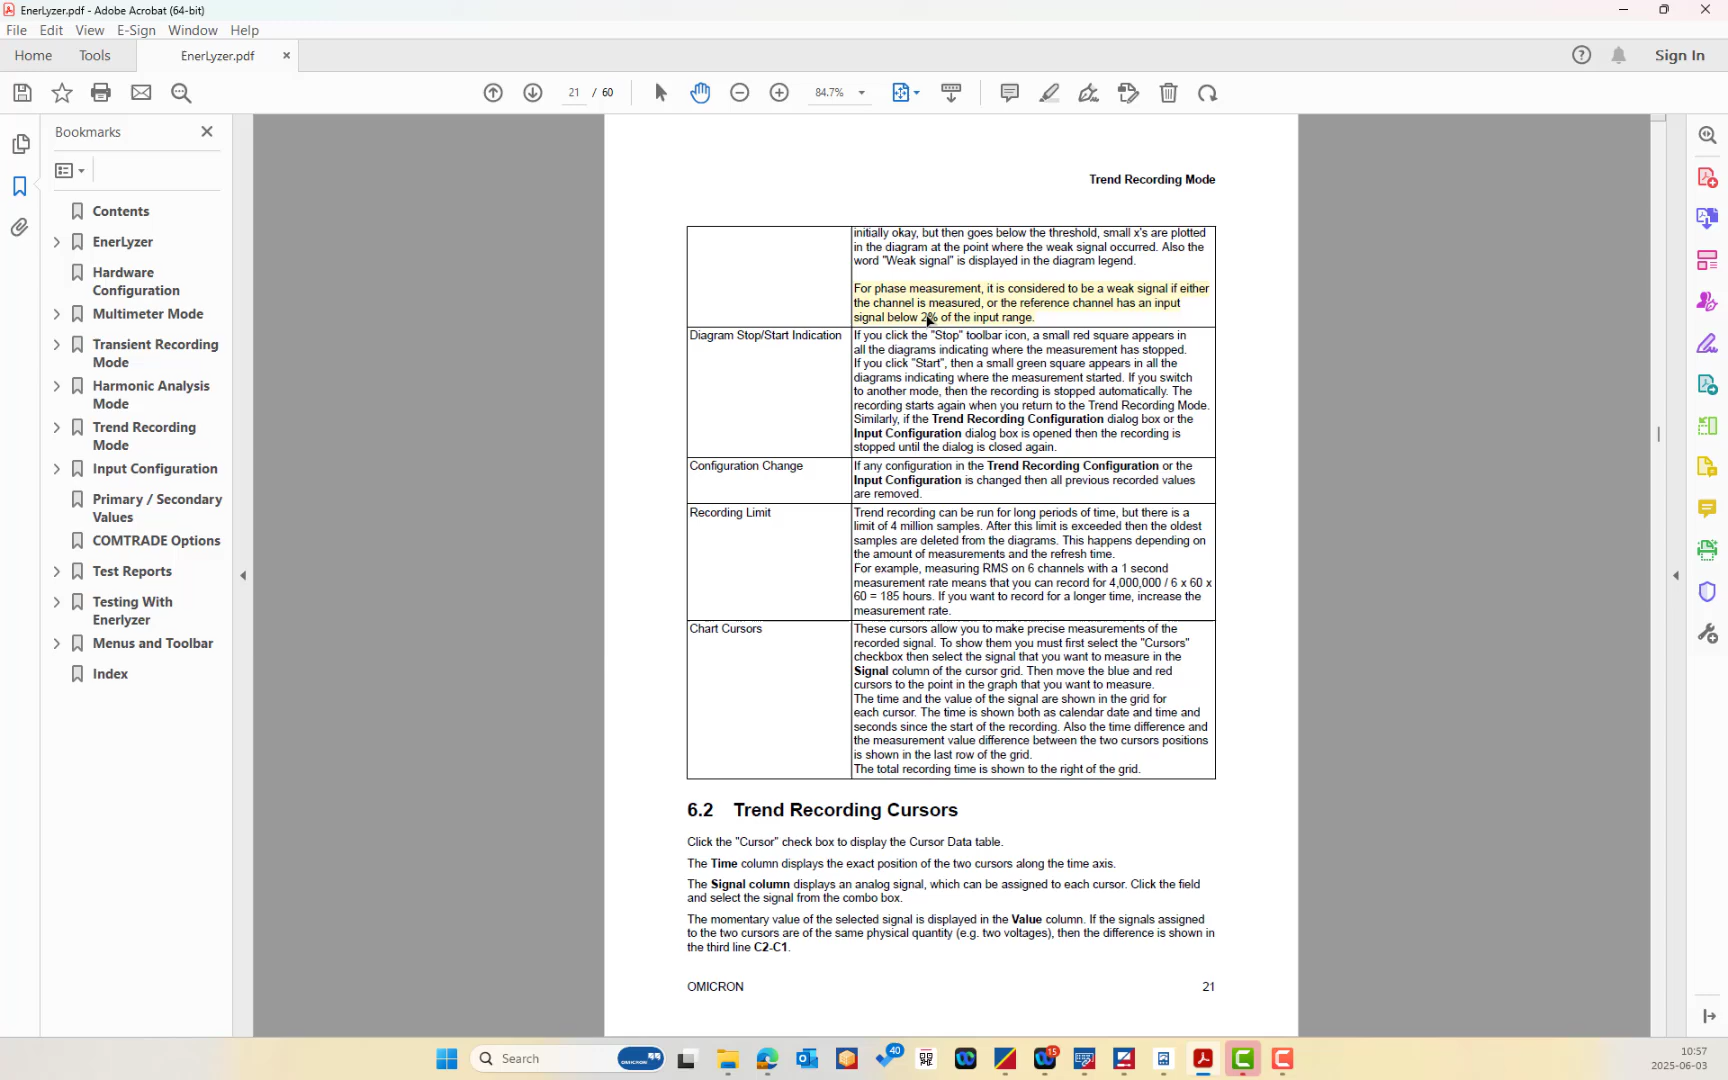 EnerLyzer.pdf - Adobe Acrobat (64-bit)
File Edit View E-Sign Window Help
Home Tools EnerLyzer.pdf Sign In
21 / 60 84.7%
Bookmarks
Contents
EnerLyzer
Hardware
Configuration
Multimeter Mode
Transient Recording
Mode
Harmonic Analysis
Mode
Trend Recording
Mode
Input Configuration
Primary / Secondary
Values
COMTRADE Options
Test Reports
Testing With
Enerlyzer
Menus and Toolbar
Index
Trend Recording Mode
initially okay, but then goes below the threshold, small x's are plotted
in the diagram at the point where the weak signal occurred. Also the
word "Weak signal" is displayed in the diagram legend.
For phase measurement, it is considered to be a weak signal if either
the channel is measured, or the reference channel has an input
signal below 2% of the input range.
Diagram Stop/Start Indication
If you click the "Stop" toolbar icon, a small red square appears in
all the diagrams indicating where the measurement has stopped.
If you click "Start", then a small green square appears in all the
diagrams indicating where the measurement started. If you switch
to another mode, then the recording is stopped automatically. The
recording starts again when you return to the Trend Recording Mode.
Similarly, if the Trend Recording Configuration dialog box or the
Input Configuration dialog box is opened then the recording is
stopped until the dialog is closed again.
Configuration Change
If any configuration in the Trend Recording Configuration or the
Input Configuration is changed then all previous recorded values
are removed.
Recording Limit
Trend recording can be run for long periods of time, but there is a
limit of 4 million samples. After this limit is exceeded then the oldest
samples are deleted from the diagrams. This happens depending on
the amount of measurements and the refresh time.
For example, measuring RMS on 6 channels with a 1 second
measurement rate means that you can record for 4,000,000 / 6 x 60 x
60 = 185 hours. If you want to record for a longer time, increase the
measurement rate.
Chart Cursors
These cursors allow you to make precise measurements of the
recorded signal. To show them you must first select the "Cursors"
checkbox then select the signal that you want to measure in the
Signal column of the cursor grid. Then move the blue and red
cursors to the point in the graph that you want to measure.
The time and the value of the signal are shown in the grid for
each cursor. The time is shown both as calendar date and time and
seconds since the start of the recording. Also the time difference and
the measurement value difference between the two cursors positions
is shown in the last row of the grid.
The total recording time is shown to the right of the grid.
6.2 Trend Recording Cursors
Click the "Cursor" check box to display the Cursor Data table.
The Time column displays the exact position of the two cursors along the time axis.
The Signal column displays an analog signal, which can be assigned to each cursor. Click the field
and select the signal from the combo box.
The momentary value of the selected signal is displayed in the Value column. If the signals assigned
to the two cursors are of the same physical quantity (e.g. two voltages), then the difference is shown in
the third line C2-C1.
OMICRON 21
Search OMICRON 40 15
10:57
2025-06-03